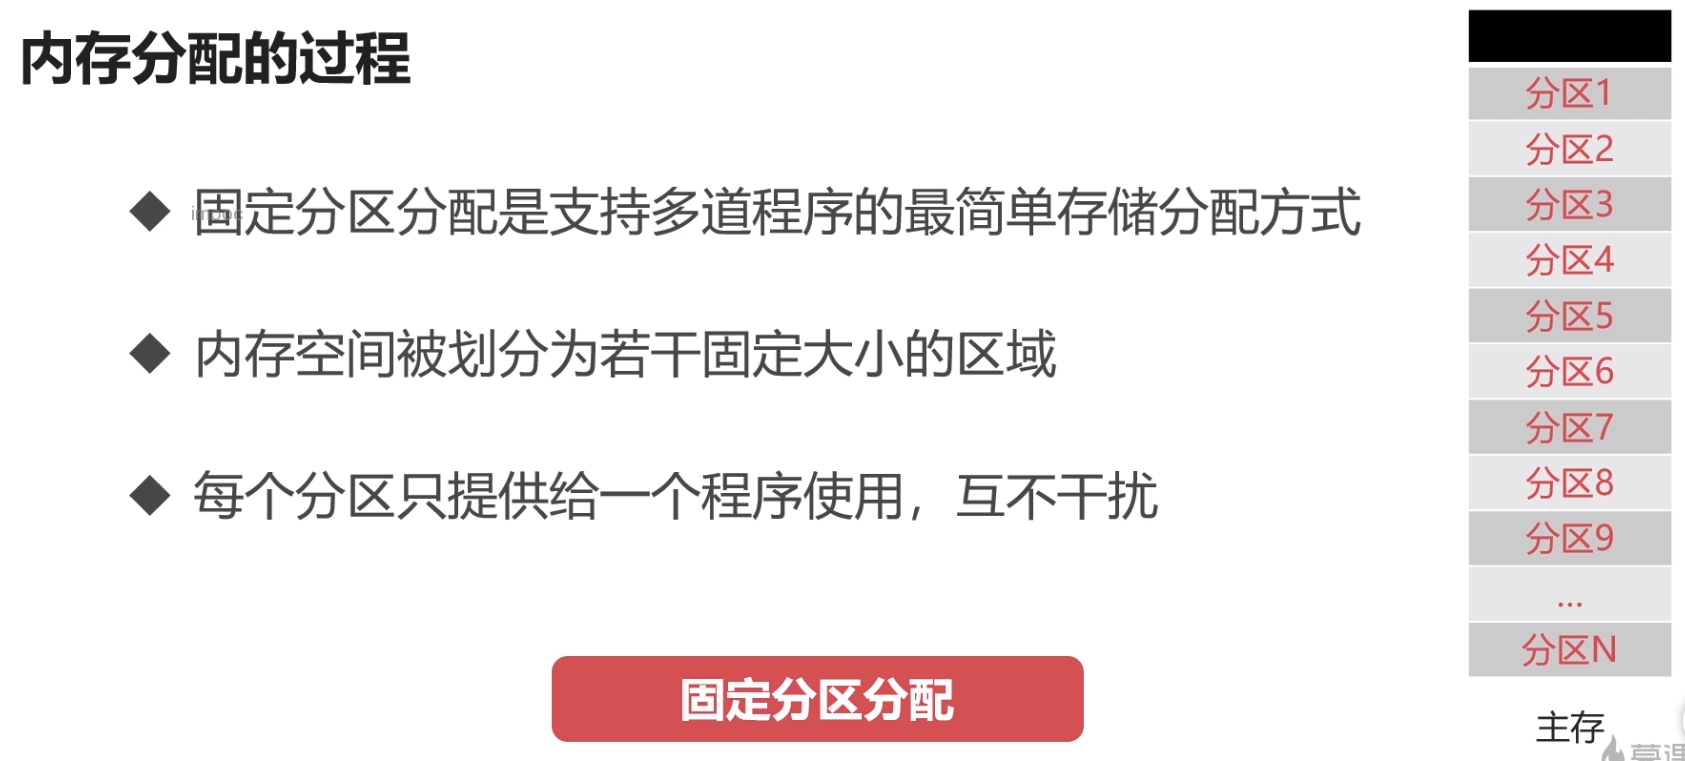 内存分配的过程
固定分区分配是支持多道程序的最简单存储分配方式
imooc
内存空间被划分为若干固定大小的区域
每个分区只提供给一个程序使用，互不干扰
固定分区分配
分区1
分区2
分区3
分区4
分区5
分区6
分区7
分区8
分区9
...
分区N
主存
慕课